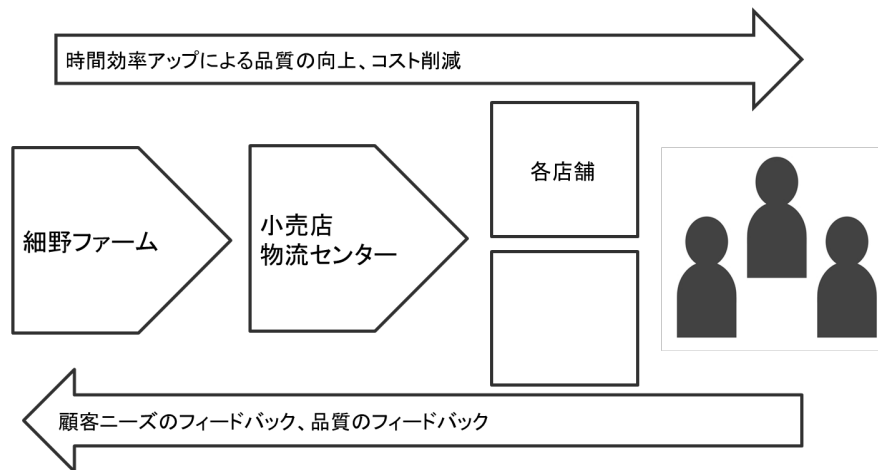 時間効率アップによる品質の向上、コスト削減
細野ファーム
小売店
物流センター
各店舗
顧客ニーズのフィードバック、品質のフィードバック